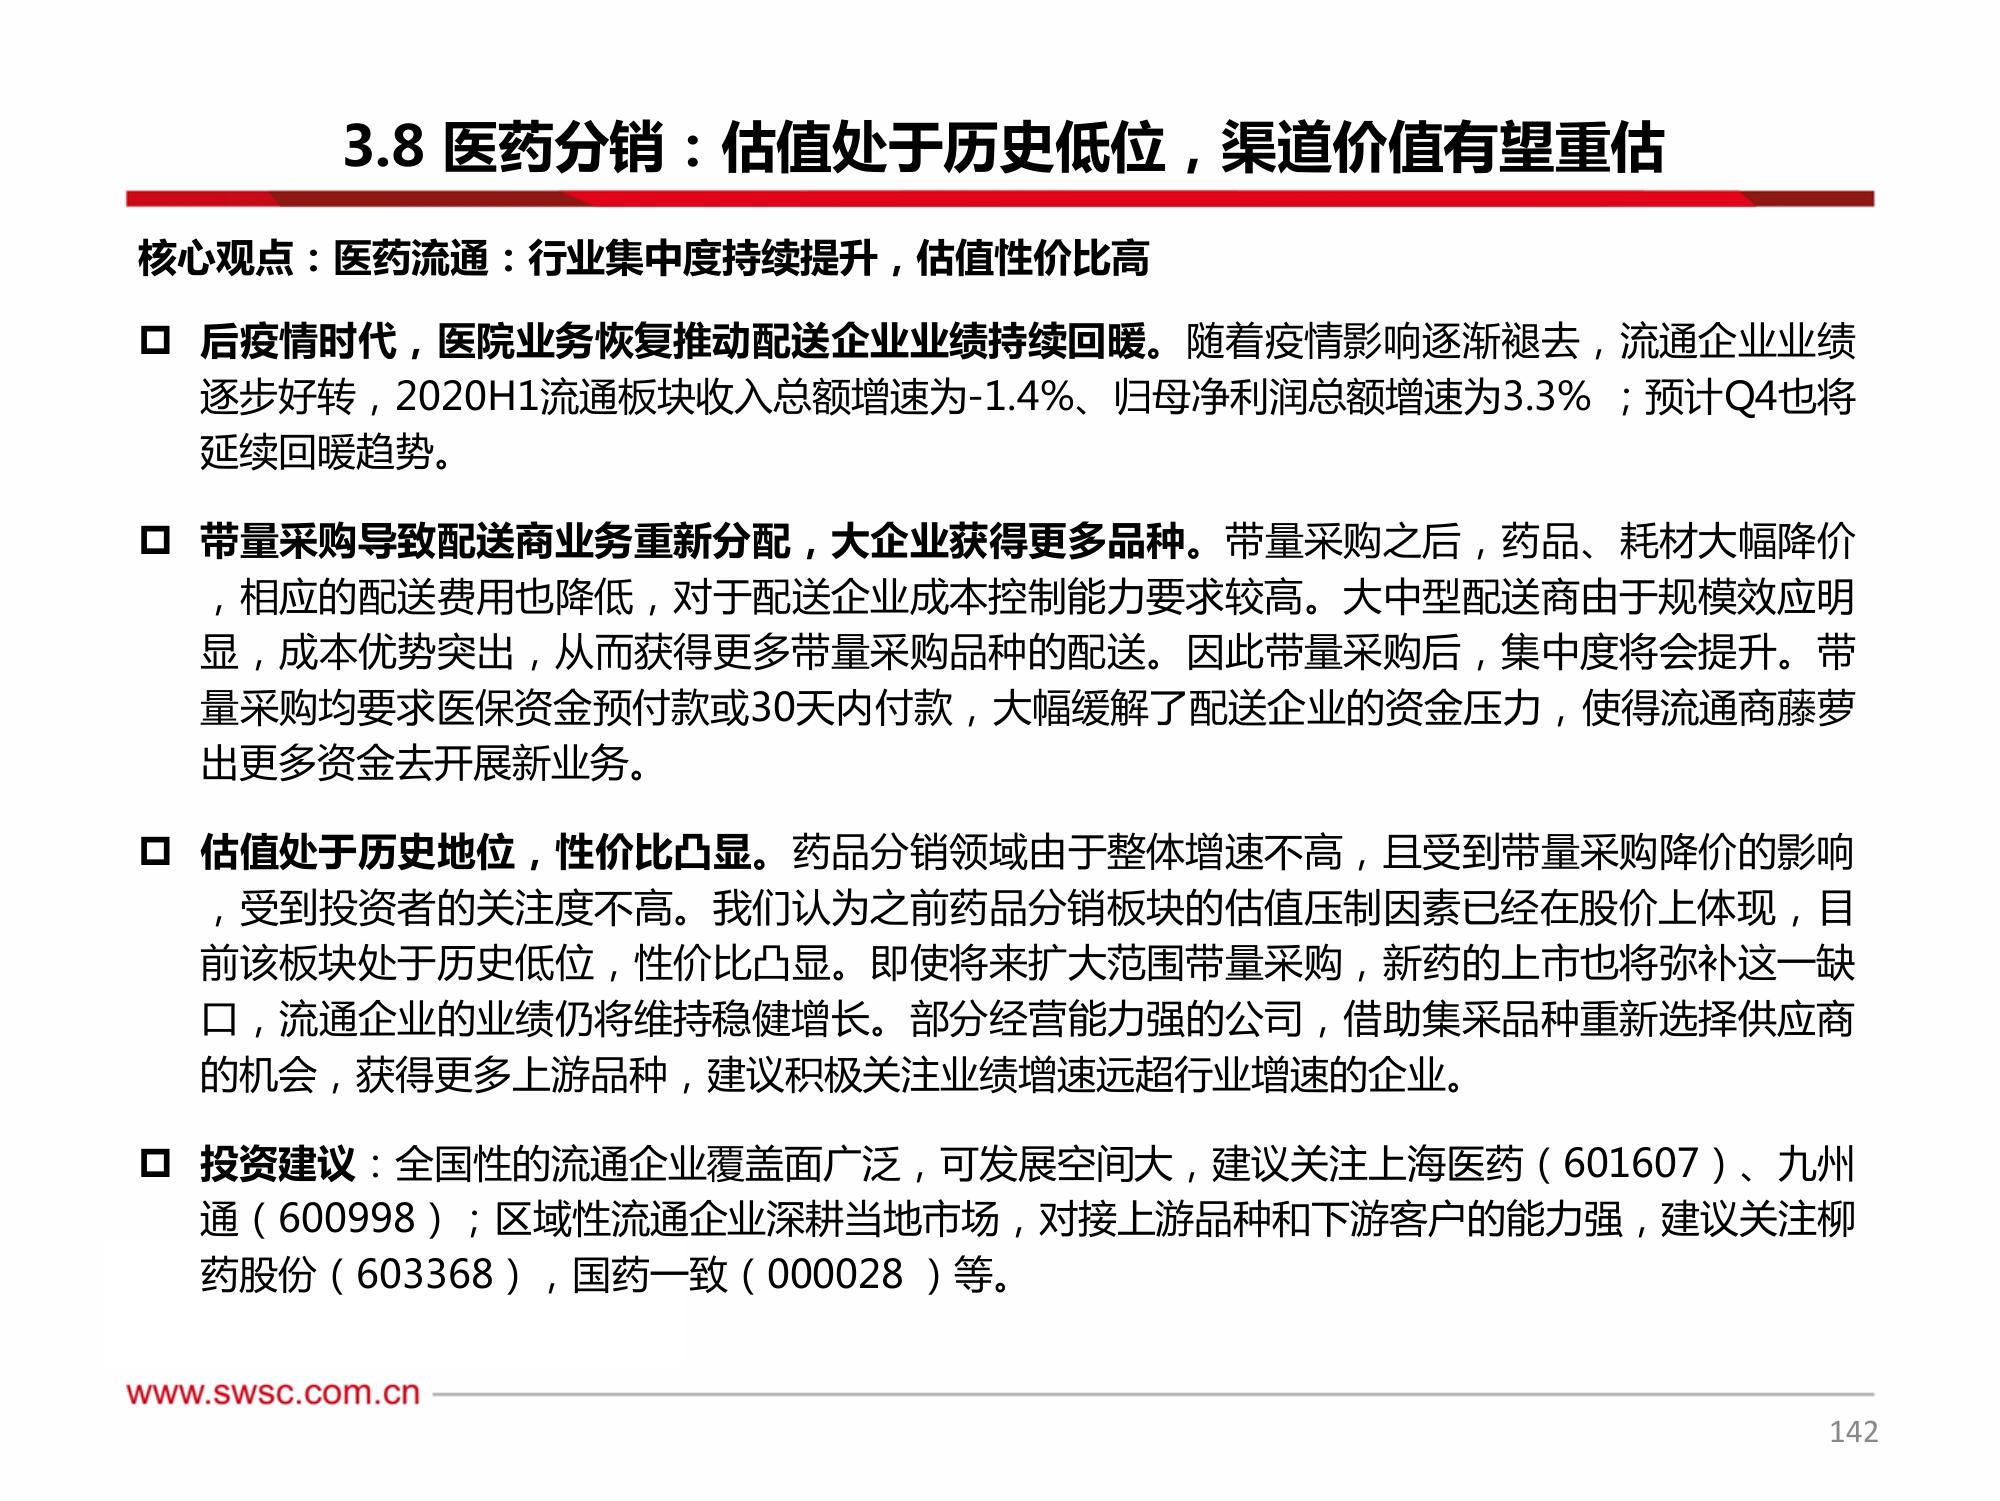 3.8 医药分销：估值处于历史低位，渠道价值有望重估
核心观点：医药流通：行业集中度持续提升，估值性价比高
后疫情时代，医院业务恢复推动配送企业业绩持续回暖。随着疫情影响逐渐褪去，流通企业业绩
逐步好转，2020H1流通板块收入总额增速为-1.4%、归母净利润总额增速为3.3% ；预计Q4也将
延续回暖趋势。
带量采购导致配送商业务重新分配，大企业获得更多品种。带量采购之后，药品、耗材大幅降价
，相应的配送费用也降低，对于配送企业成本控制能力要求较高。大中型配送商由于规模效应明
显，成本优势突出，从而获得更多带量采购品种的配送。因此带量采购后，集中度将会提升。带
量采购均要求医保资金预付款或30天内付款，大幅缓解了配送企业的资金压力，使得流通商藤萝
出更多资金去开展新业务。
估值处于历史地位，性价比凸显。药品分销领域由于整体增速不高，且受到带量采购降价的影响
，受到投资者的关注度不高。我们认为之前药品分销板块的估值压制因素已经在股价上体现，目
前该板块处于历史低位，性价比凸显。即使将来扩大范围带量采购，新药的上市也将弥补这一缺
口，流通企业的业绩仍将维持稳健增长。部分经营能力强的公司，借助集采品种重新选择供应商
的机会，获得更多上游品种，建议积极关注业绩增速远超行业增速的企业。
投资建议：全国性的流通企业覆盖面广泛，可发展空间大，建议关注上海医药（601607）、九州
通（600998）；区域性流通企业深耕当地市场，对接上游品种和下游客户的能力强，建议关注柳
药股份（603368），国药一致（000028 ）等。
www.swsc.com.cn
142